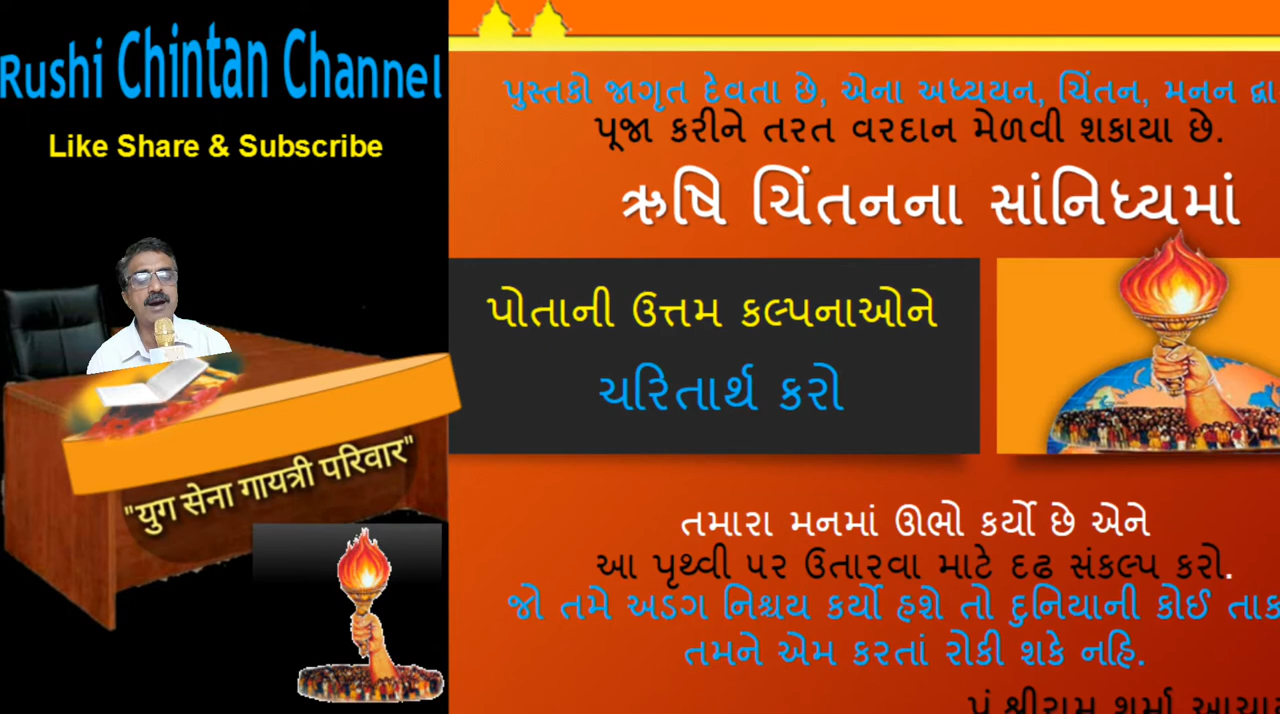 Rushi Chintan Channel
Like Share & Subscribe
"युग सेना गायत्री परिवार"
પુસ્તકો જાગૃત દેવતા છે, એના અધ્યયન, ચિંતન, મનન
પૂજા કરીને તરત વરદાન મેળવી શકાયા છે.
ઋષિ ચિંતનના સાંનિધ્યમાં
પોતાની ઉત્તમ કલ્પનાઓને
ચરિતાર્થ કરો
તમારા મનમાં ઊભો કર્યો છે એને
આ પૃથ્વી પર ઉતારવા માટે દઢ સંકલ્પ કરો.
જો તમે અડગ નિશ્ચય કર્યો હશે તો દુનિયાની કોઈ
તમને એમ કરતાં રોકી શકે નહિ.
પં શ્રીરામ શર્મા